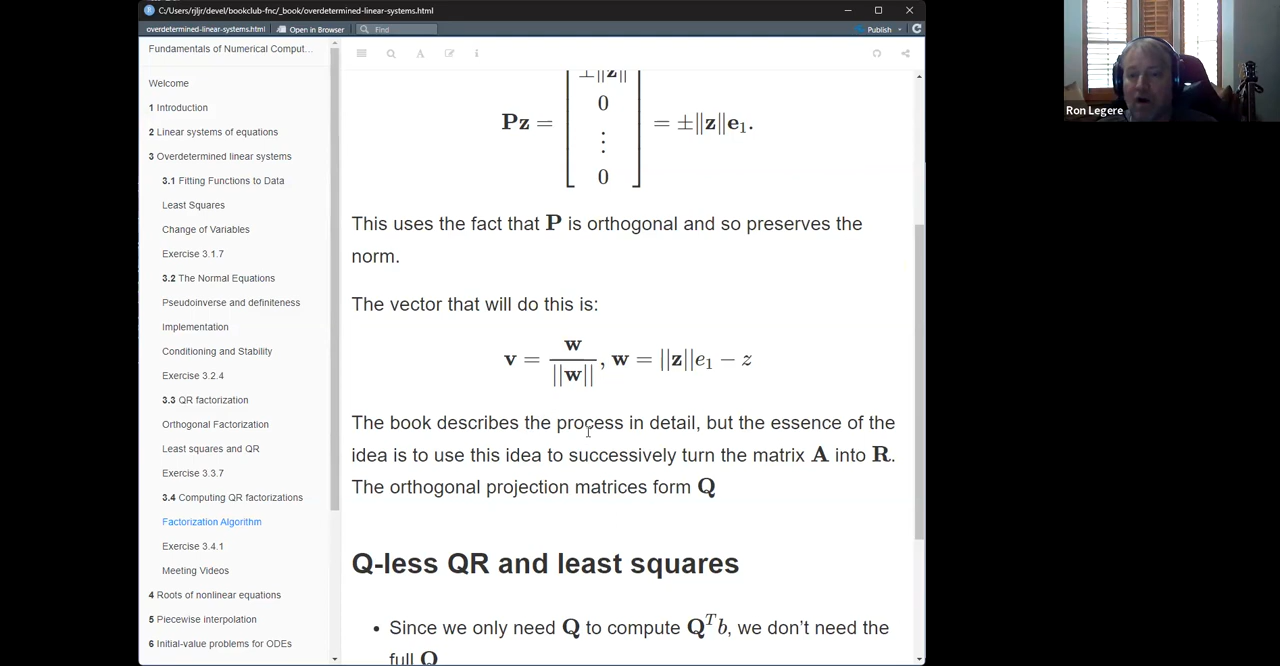 C:/Users/rjljr/devel/bookclub-fnc/_book/overdetermined-linear-systems.html
overdetermined-linear-systems.html
Open in Browser
Find
Publish
Fundamentals of Numerical Comput...
Welcome
1 Introduction
2 Linear systems of equations
3 Overdetermined linear systems
3.1 Fitting Functions to Data
Least Squares
Change of Variables
Exercise 3.1.7
3.2 The Normal Equations
Pseudoinverse and definiteness
Implementation
Conditioning and Stability
Exercise 3.2.4
3.3 QR factorization
Orthogonal Factorization
Least squares and QR
Exercise 3.3.7
3.4 Computing QR factorizations
Factorization Algorithm
Exercise 3.4.1
Meeting Videos
4 Roots of nonlinear equations
5 Piecewise interpolation
6 Initial-value problems for ODEs
±||z||
0
Pz = ⋮ = ±‖z‖e₁.
0
This uses the fact that P is orthogonal and so preserves the
norm.
The vector that will do this is:
v = w/||w||, w = ||z||e₁ − z
The book describes the process in detail, but the essence of the
idea is to use this idea to successively turn the matrix A into R.
The orthogonal projection matrices form Q
Q-less QR and least squares
• Since we only need Q to compute Qᵀb, we don't need the
full Q
Ron Legere